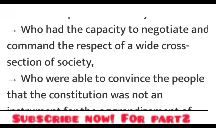 → Who had the capacity to negotiate and
command the respect of a wide cross-
section of society,
→ Who were able to convince the people
that the constitution was not an
SUBSCRIBE NOW! FOR PART2